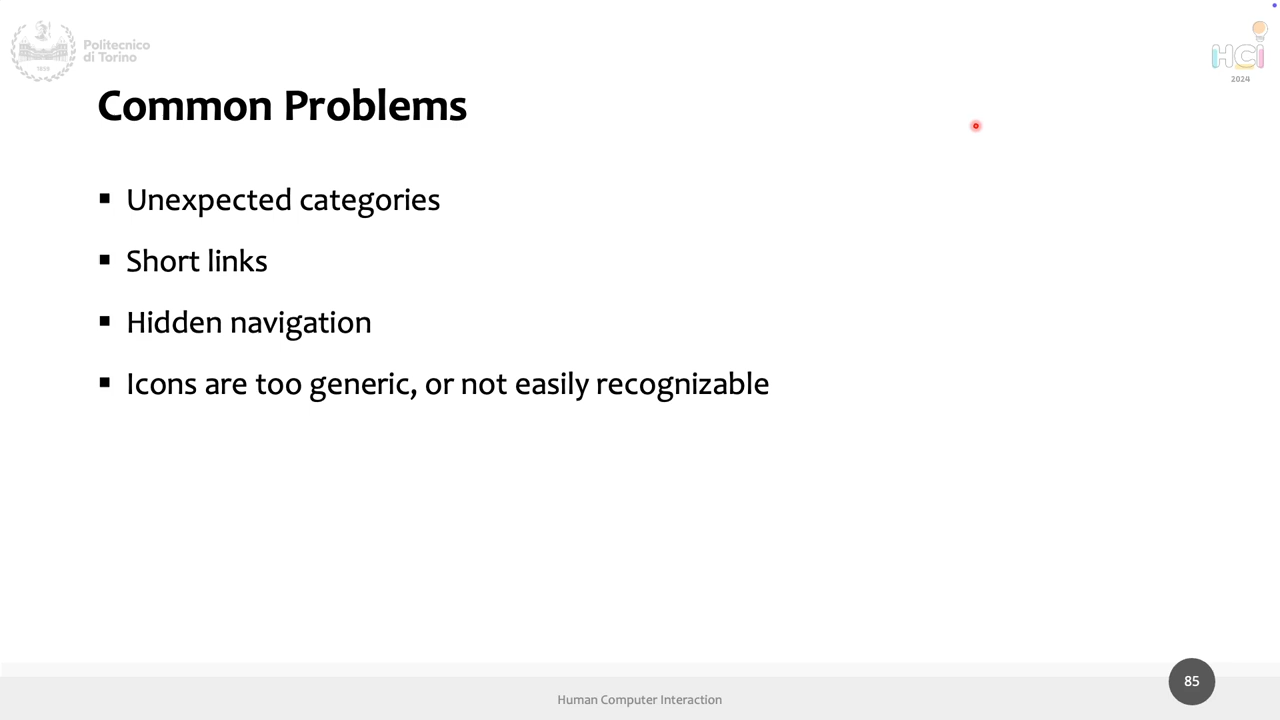 Politecnico
di Torino
1859
HCI
2024
Common Problems
▪ Unexpected categories
▪ Short links
▪ Hidden navigation
▪ Icons are too generic, or not easily recognizable
Human Computer Interaction
85